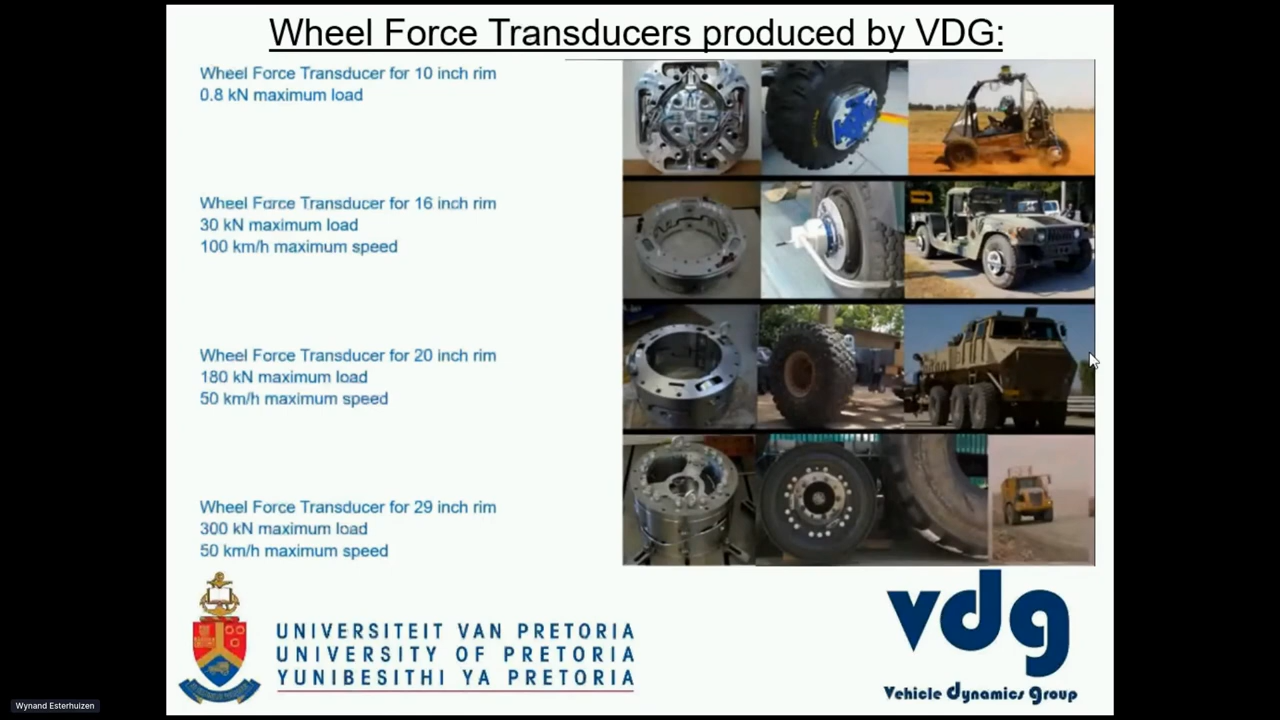 Wheel Force Transducers produced by VDG:
Wheel Force Transducer for 10 inch rim
0.8 kN maximum load
Wheel Force Transducer for 16 inch rim
30 kN maximum load
100 km/h maximum speed
Wheel Force Transducer for 20 inch rim
180 kN maximum load
50 km/h maximum speed
Wheel Force Transducer for 29 inch rim
300 kN maximum load
50 km/h maximum speed
UNIVERSITEIT VAN PRETORIA
UNIVERSITY OF PRETORIA
YUNIBESITHI YA PRETORIA
vdg
Vehicle Dynamics Group
Wynand Esterhuizen